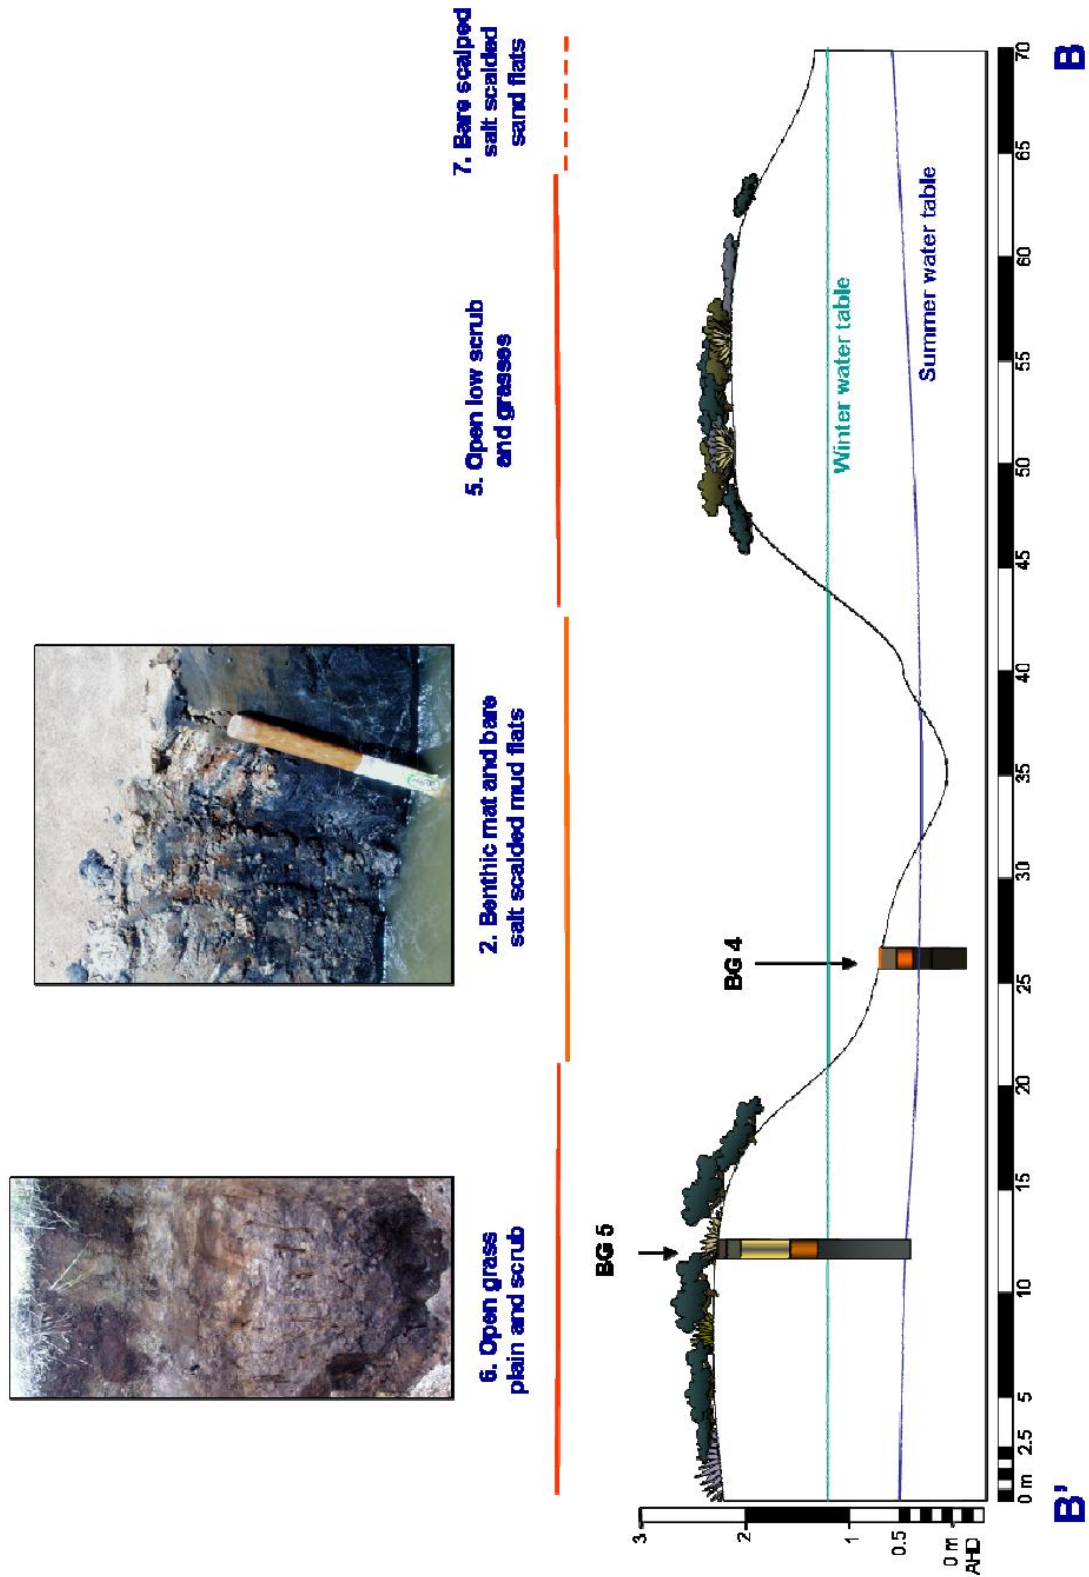 6. Open grass
plain and scrub
2. Benthic mat and bare
salt scalded mud flats
5. Open low scrub
and grasses
7. Bare scalped
salt scalded
sand flats
BG 5
BG 4
Winter water table
Summer water table
3
2
1
0.5
0 m
AHD
0 m
2.5
5
10
15
20
25
30
35
40
45
50
55
60
65
70
B'
B